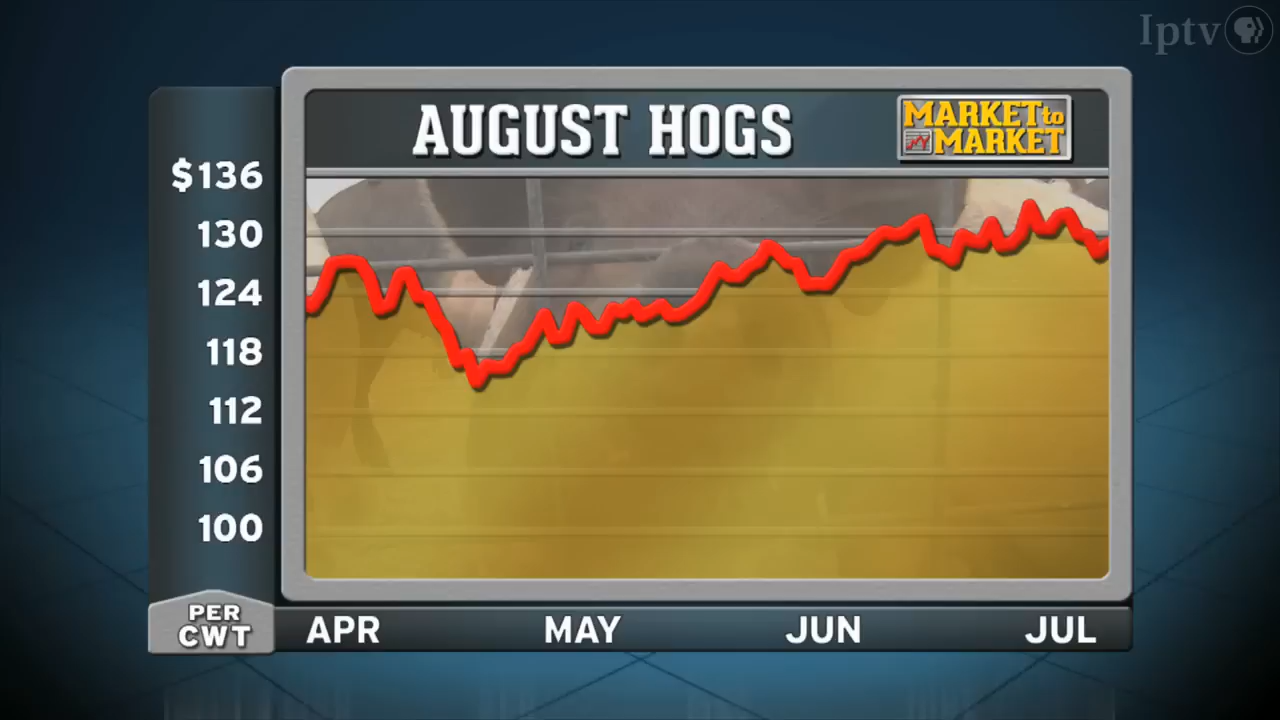 Iptv
AUGUST HOGS
MARKET to
MARKET
$136
130
124
118
112
106
100
PER
CWT
APR MAY JUN JUL